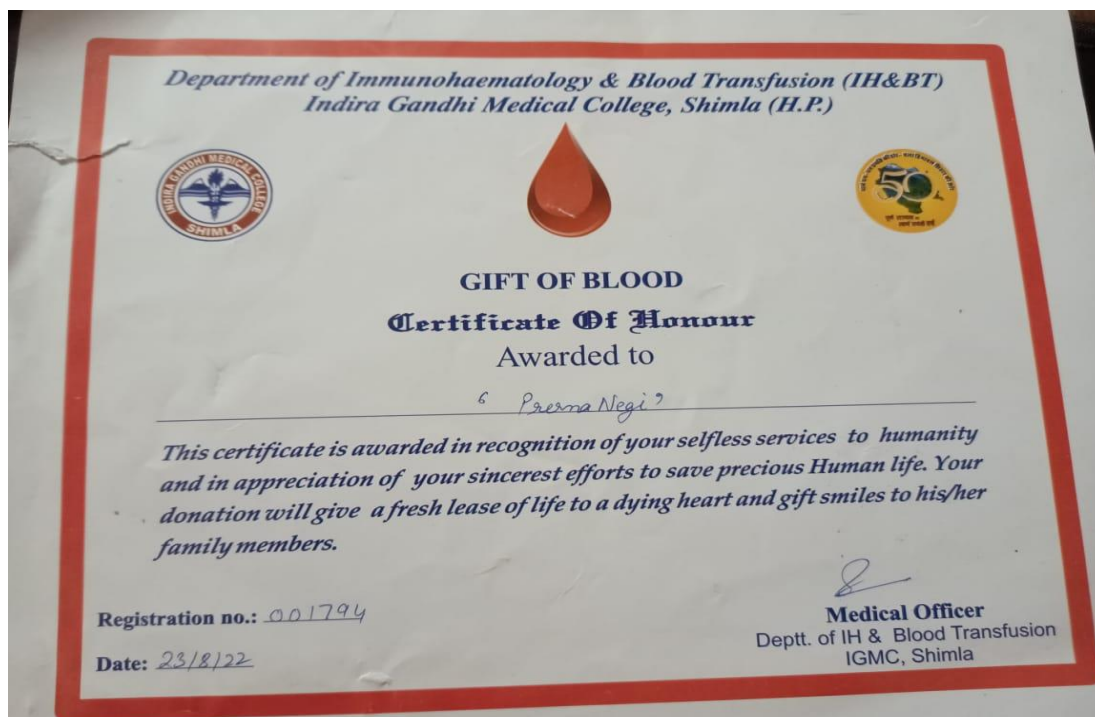 Department of Immunohaematology & Blood Transfusion (IH&BT)
Indira Gandhi Medical College, Shimla (H.P.)
INDIRA GANDHI MEDICAL COLLEGE
SHIMLA
50
GIFT OF BLOOD
Certificate Of Honour
Awarded to
‘ Prerna Negi ’
This certificate is awarded in recognition of your selfless services to humanity
and in appreciation of your sincerest efforts to save precious Human life. Your
donation will give a fresh lease of life to a dying heart and gift smiles to his/her
family members.
Registration no.: 001794
Date: 23/8/22
Medical Officer
Deptt. of IH & Blood Transfusion
IGMC, Shimla